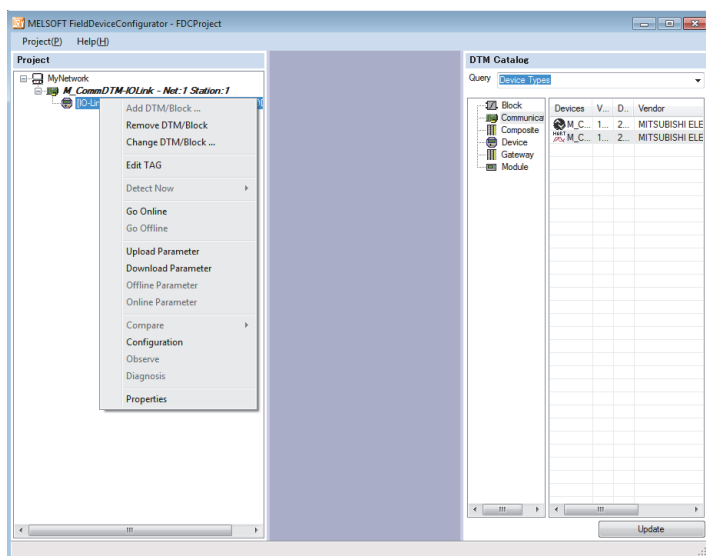 MELSOFT FieldDeviceConfigurator - FDCProject
Project(P) Help(H)
Project
MyNetwork
M_CommDTM-IOLink - Net:1 Station:1
Add DTM/Block ...
Remove DTM/Block
Change DTM/Block ...
Edit TAG
Detect Now
Go Online
Go Offline
Upload Parameter
Download Parameter
Offline Parameter
Online Parameter
Compare
Configuration
Observe
Diagnosis
Properties
DTM Catalog
Query Device Types
Block
Communica
Composite
Device
Gateway
Module
Devices V... D.. Vendor
M_C... 1... 2... MITSUBISHI ELE
M_C... 1... 2... MITSUBISHI ELE
Update